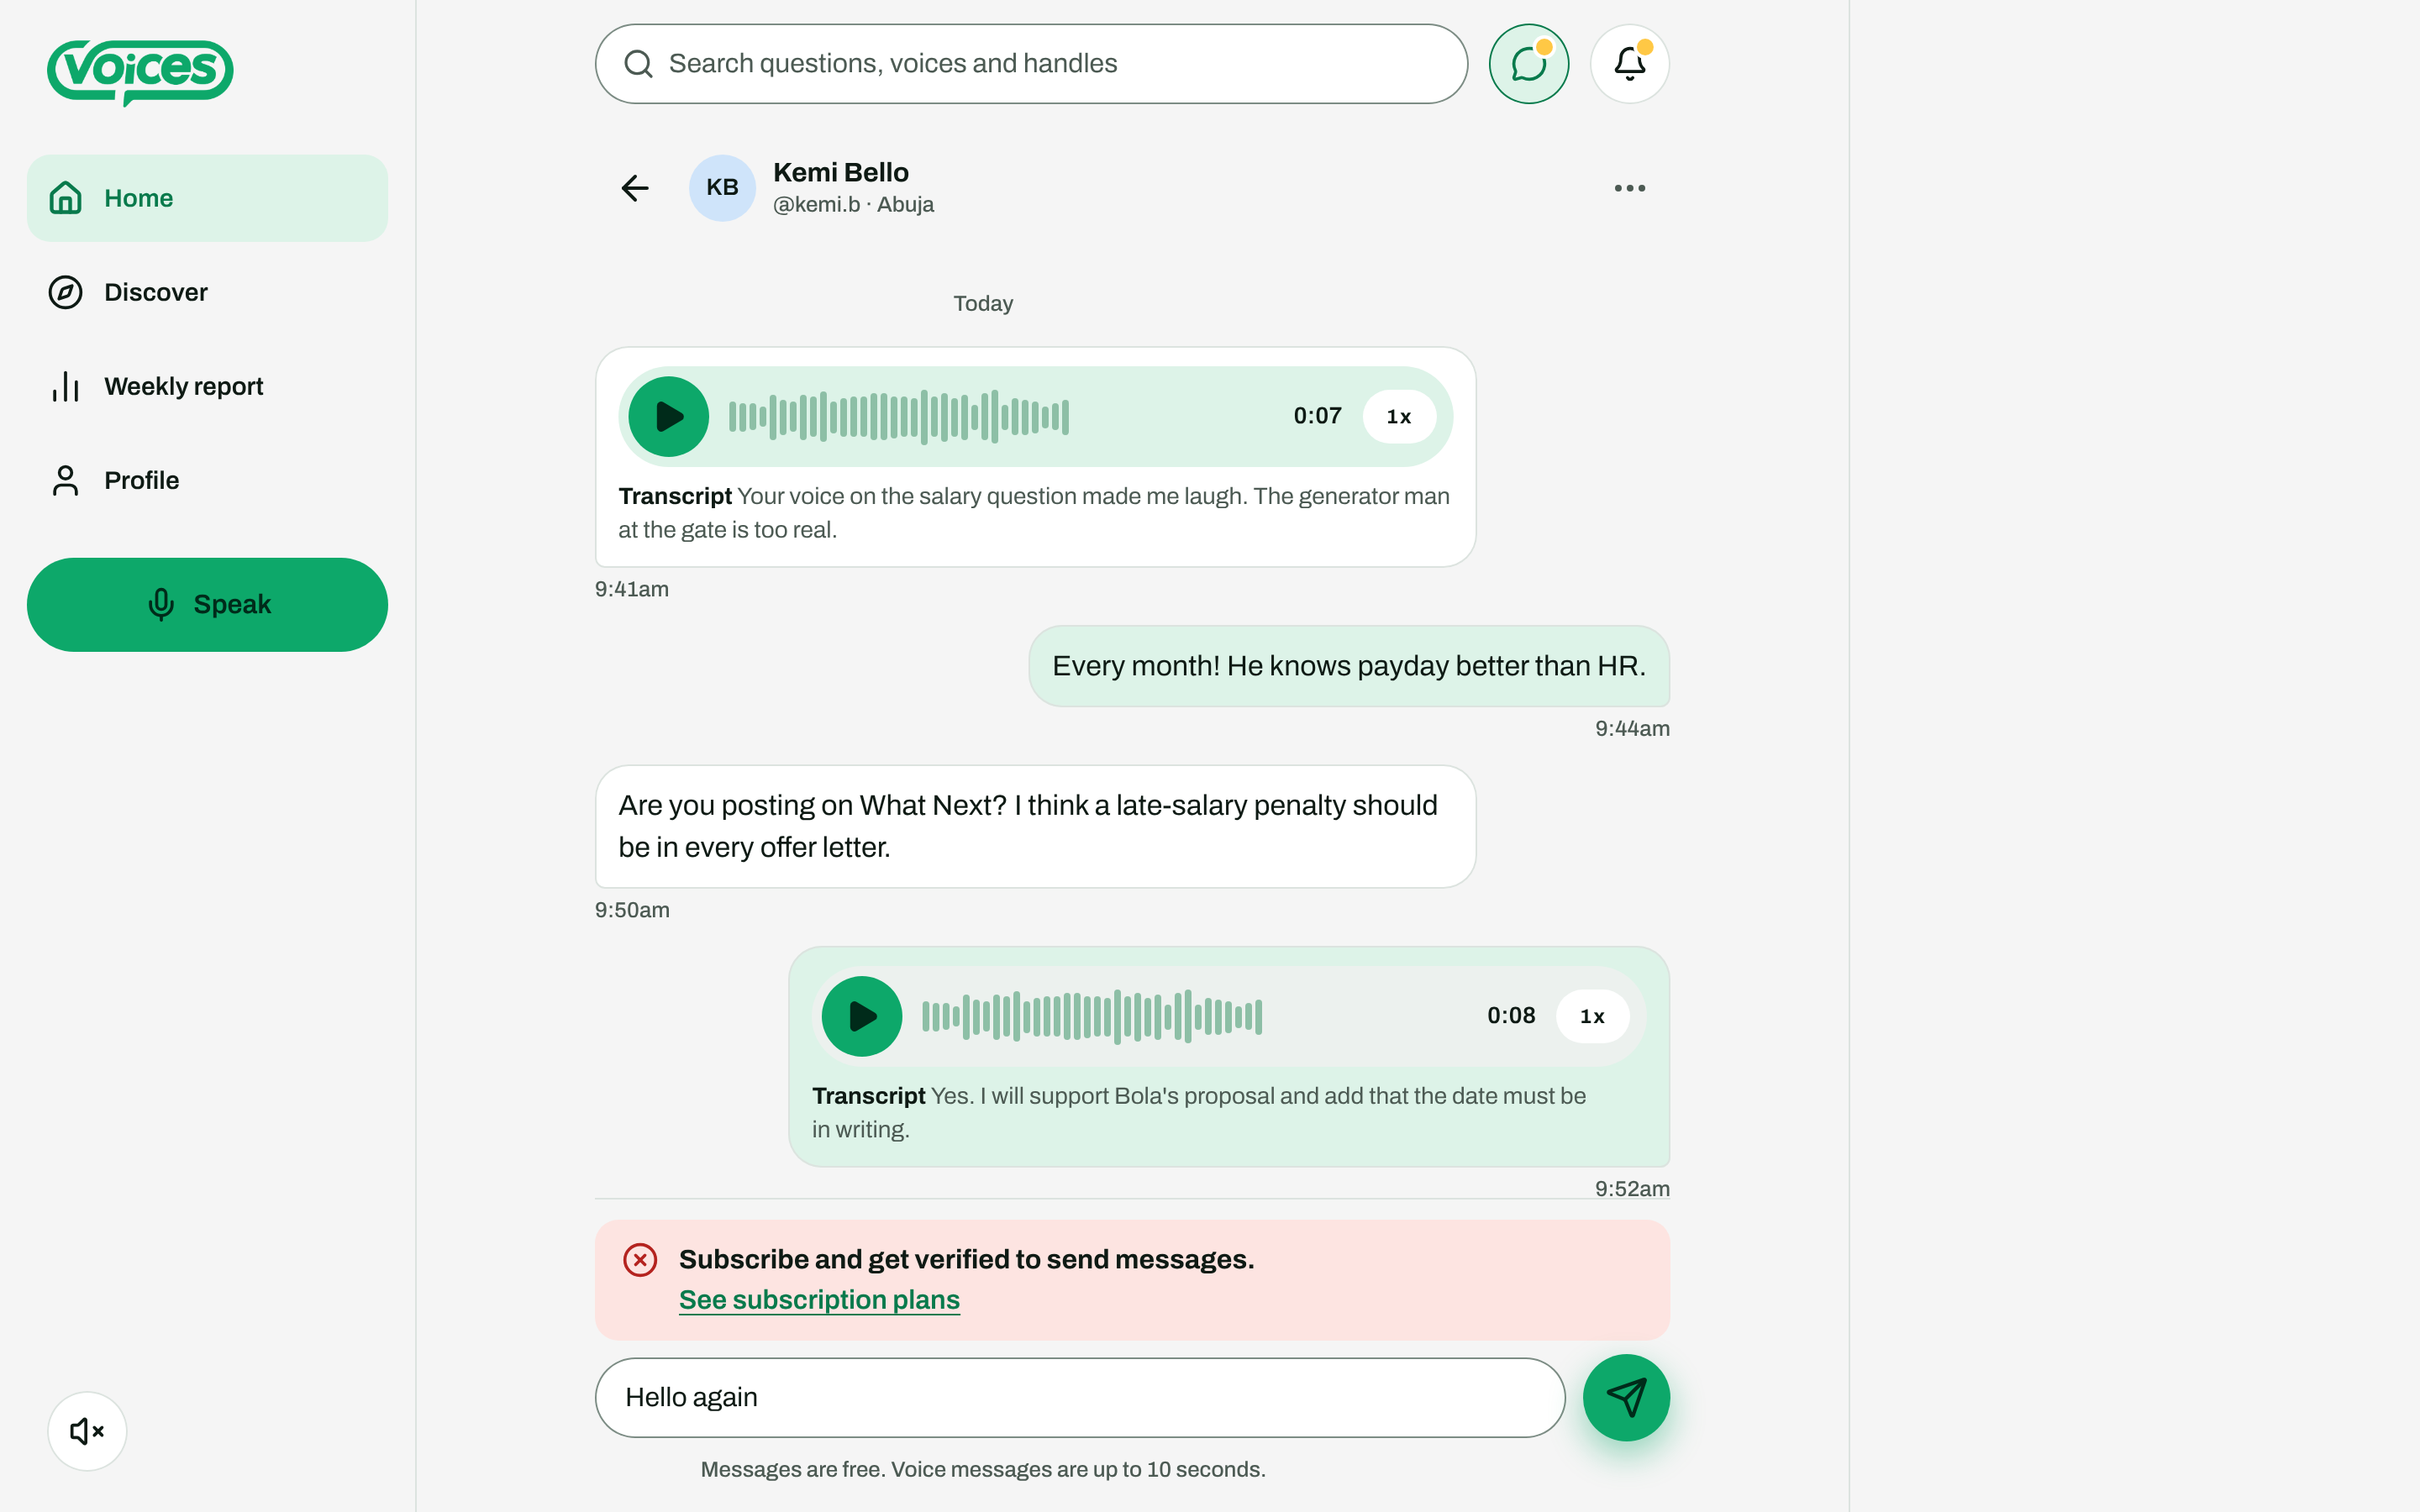 voices
Search questions, voices and handles
Home
Discover
Weekly report
Profile
Speak
KB
Kemi Bello
@kemi.b · Abuja
Today
0:07
1x
Transcript Your voice on the salary question made me laugh. The generator man
at the gate is too real.
9:41am
Every month! He knows payday better than HR.
9:44am
Are you posting on What Next? I think a late-salary penalty should
be in every offer letter.
9:50am
0:08
1x
Transcript Yes. I will support Bola's proposal and add that the date must be
in writing.
9:52am
Subscribe and get verified to send messages.
See subscription plans
Hello again
Messages are free. Voice messages are up to 10 seconds.